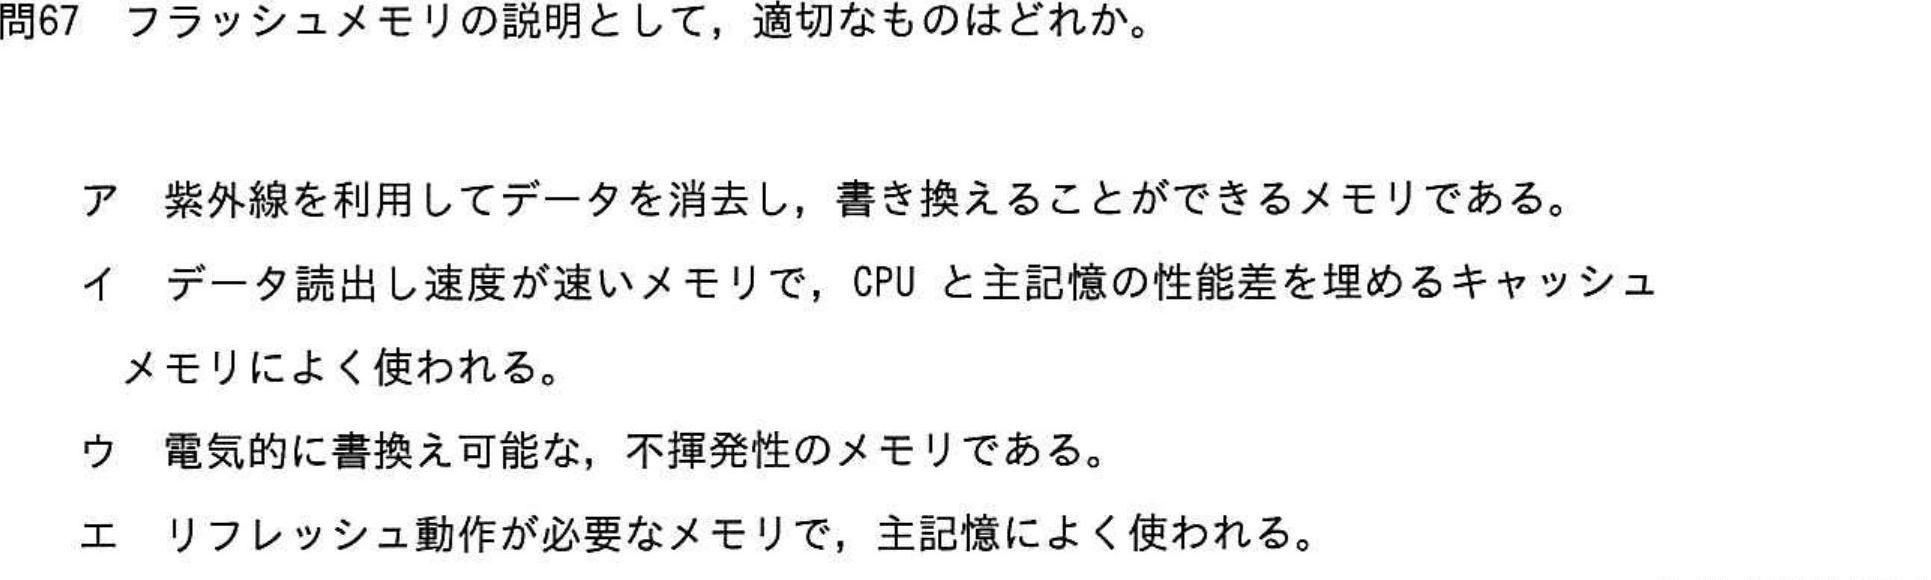 問67　フラッシュメモリの説明として，適切なものはどれか。
ア　紫外線を利用してデータを消去し，書き換えることができるメモリである。
イ　データ読出し速度が速いメモリで，CPU と主記憶の性能差を埋めるキャッシュ
メモリによく使われる。
ウ　電気的に書換え可能な，不揮発性のメモリである。
エ　リフレッシュ動作が必要なメモリで，主記憶によく使われる。